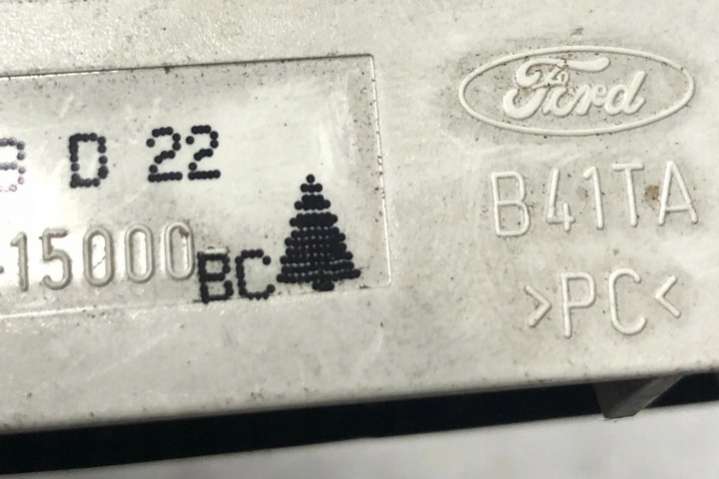 Ford
D 22
B41TA
-15000 BC
>PC<